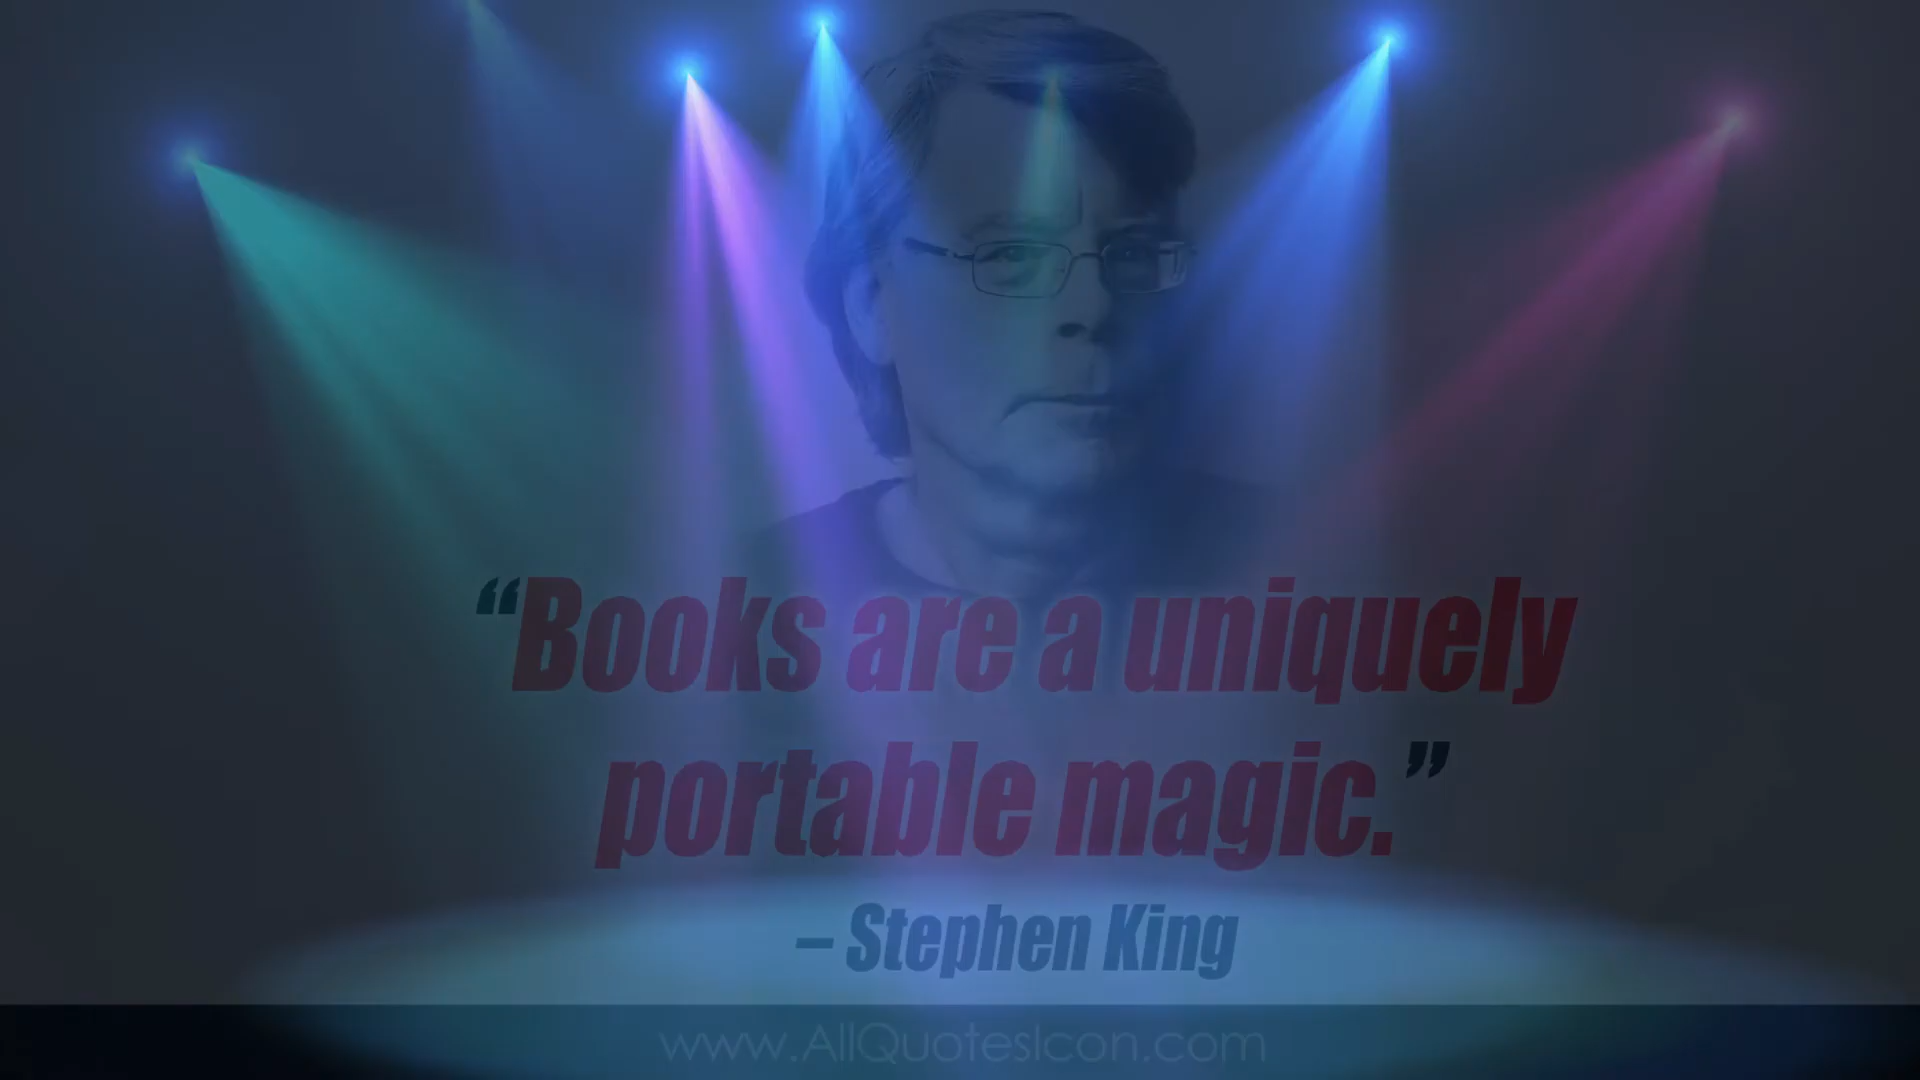 “Books are a uniquely
portable magic.”
– Stephen King
www.AllQuotesIcon.com